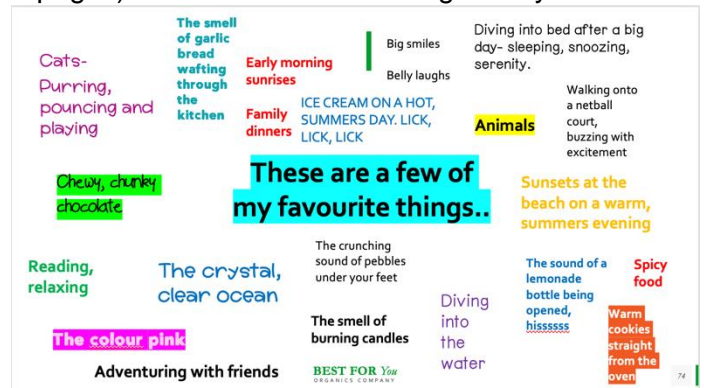 The smell
of garlic
bread
wafting
through
the
kitchen
Cats-
Purring,
pouncing and
playing
Early morning
sunrises
Family
dinners
Big smiles
Belly laughs
ICE CREAM ON A HOT,
SUMMERS DAY. LICK,
LICK, LICK
Diving into bed after a big
day- sleeping, snoozing,
serenity.
Animals
Walking onto
a netball
court,
buzzing with
excitement
Chewy, chunky
chocolate
These are a few of
my favourite things..
Sunsets at the
beach on a warm,
summers evening
Reading,
relaxing
The crystal,
clear ocean
The crunching
sound of pebbles
under your feet
The smell of
burning candles
Diving
into
the
water
The sound of a
lemonade
bottle being
opened,
hissssss
Spicy
food
Warm
cookies
straight
from the
oven
The colour pink
Adventuring with friends
BEST FOR You
ORGANICS COMPANY
74